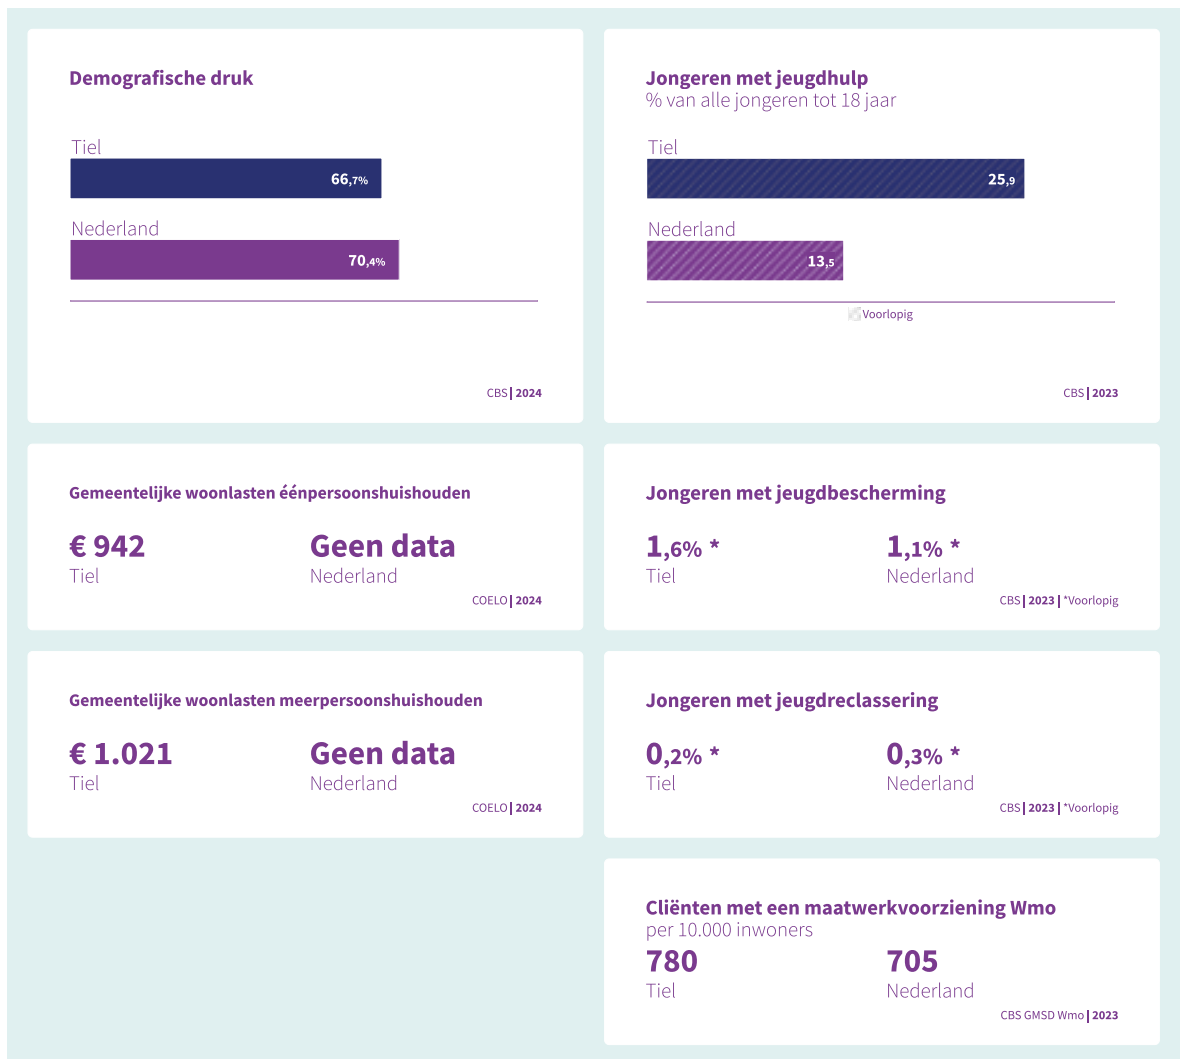 Demografische druk
Tiel
66,7%
Nederland
70,4%
CBS | 2024
Jongeren met jeugdhulp
% van alle jongeren tot 18 jaar
Tiel
25,9
Nederland
13,5
Voorlopig
CBS | 2023
Gemeentelijke woonlasten éénpersoonshuishouden
€ 942 Geen data
Tiel Nederland
COELO | 2024
Jongeren met jeugdbescherming
1,6% * 1,1% *
Tiel Nederland
CBS | 2023 | *Voorlopig
Gemeentelijke woonlasten meerpersoonshuishouden
€ 1.021 Geen data
Tiel Nederland
COELO | 2024
Jongeren met jeugdreclassering
0,2% * 0,3% *
Tiel Nederland
CBS | 2023 | *Voorlopig
Cliënten met een maatwerkvoorziening Wmo
per 10.000 inwoners
780 705
Tiel Nederland
CBS GMSD Wmo | 2023